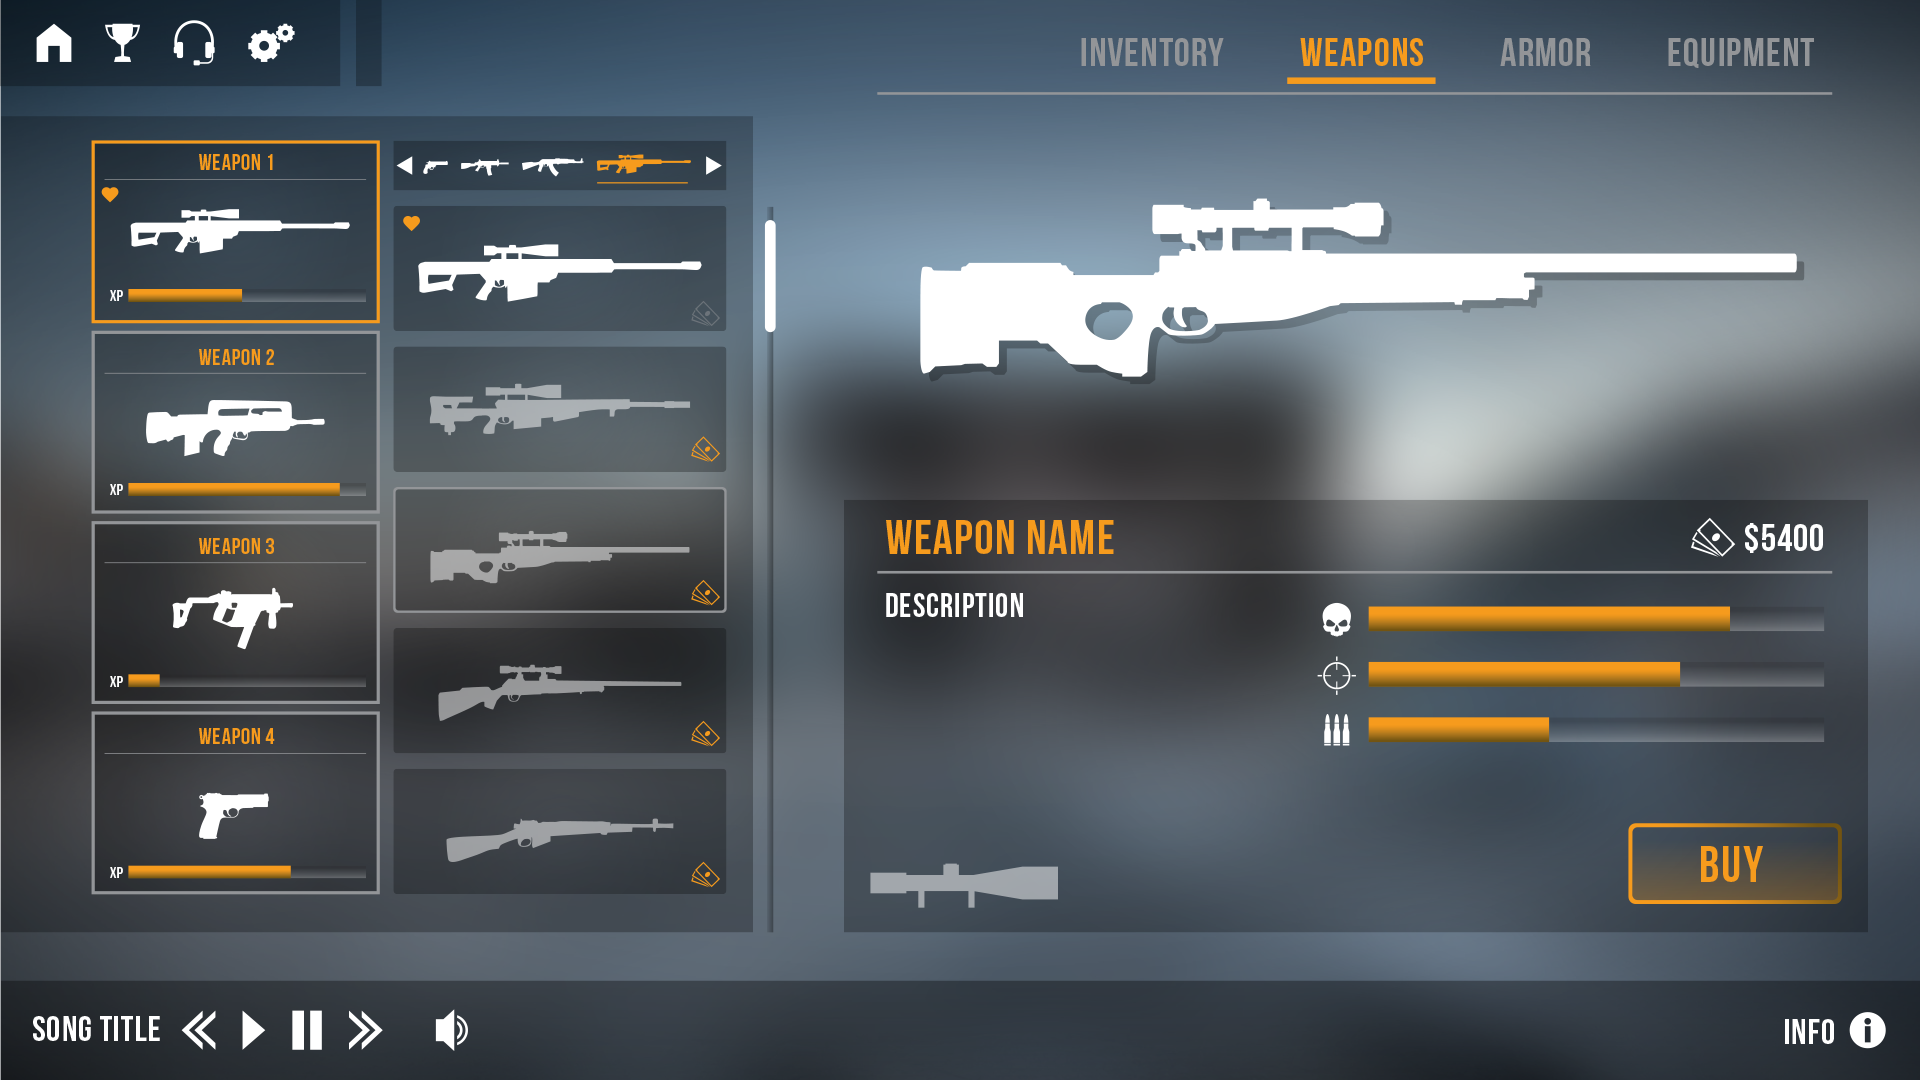 INVENTORY
WEAPONS
ARMOR
EQUIPMENT
WEAPON 1
XP
WEAPON 2
XP
WEAPON 3
XP
WEAPON 4
XP
WEAPON NAME
$5400
DESCRIPTION
BUY
SONG TITLE
INFO